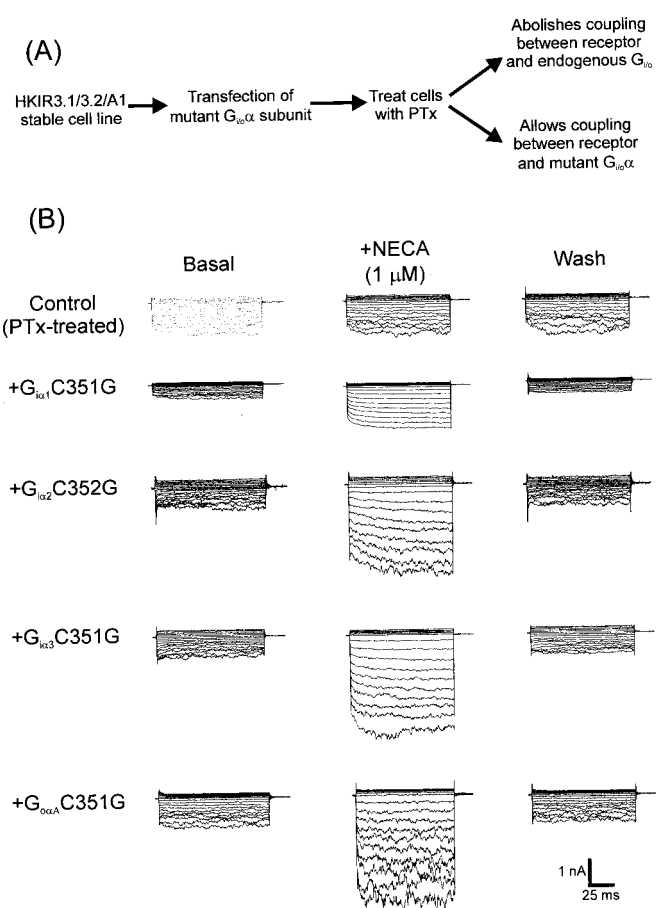 (A)
HKIR3.1/3.2/A1
stable cell line
Transfection of
mutant Gi/oα subunit
Treat cells
with PTx
Abolishes coupling
between receptor
and endogenous Gi/o
Allows coupling
between receptor
and mutant Gi/oα
(B)
Basal
+NECA
(1 μM)
Wash
Control
(PTx-treated)
+Giα1C351G
+Giα2C352G
+Giα3C351G
+GoαAC351G
1 nA
25 ms